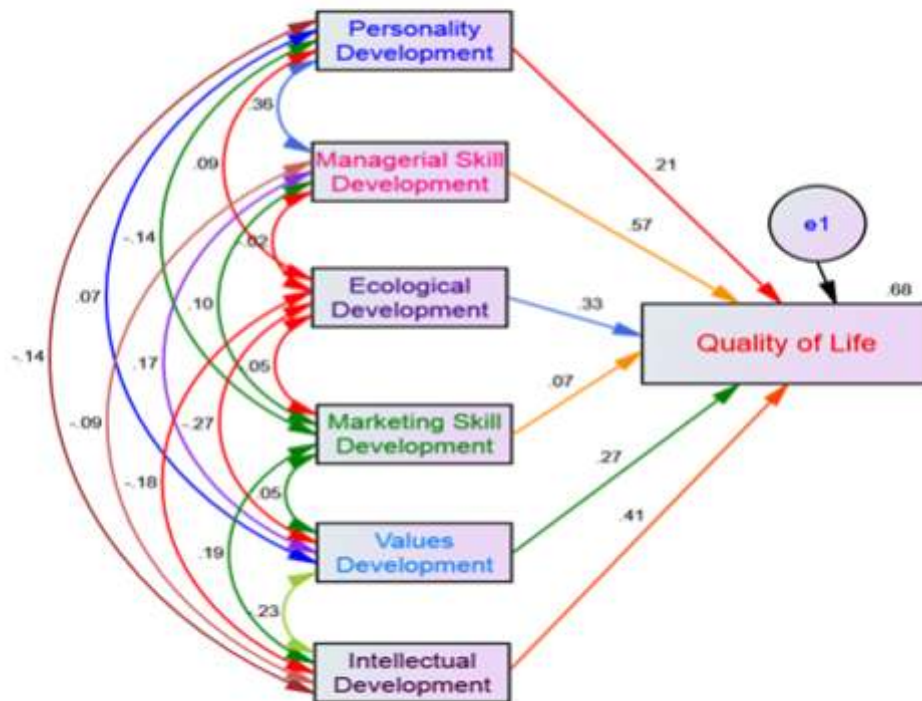 Personality
Development
.36
.09
.21
Managerial Skill
Development
.57
e1
-.14
-.02
Ecological
Development
.33
.68
.07
.10
Quality of Life
-.14
.17
.05
.07
-.09
-.27
Marketing Skill
Development
.27
-.18
.05
.41
.19
Values
Development
-.23
Intellectual
Development